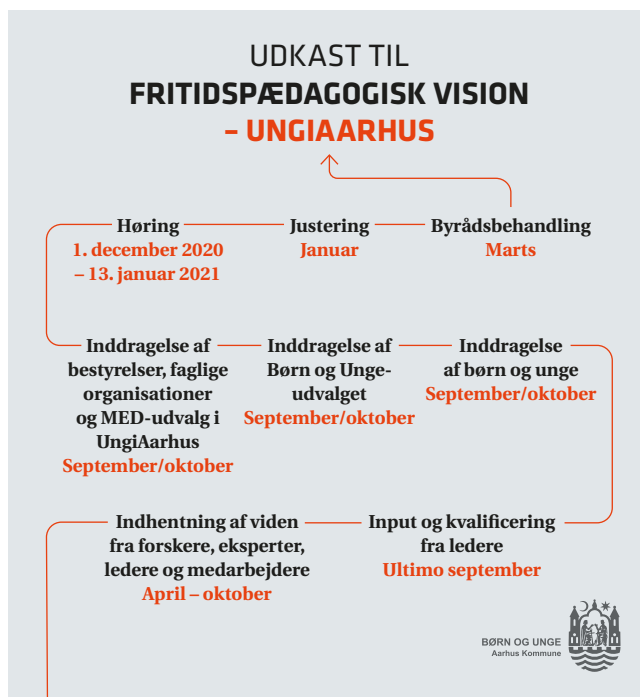 UDKAST TIL
FRITIDSPÆDAGOGISK VISION
– UNGIAARHUS
Høring
1. december 2020
– 13. januar 2021
Justering
Januar
Byrådsbehandling
Marts
Inddragelse af
bestyrelser, faglige
organisationer
og MED-udvalg i
UngiAarhus
September/oktober
Inddragelse af
Børn og Unge-
udvalget
September/oktober
Inddragelse
af børn og unge
September/oktober
Indhentning af viden
fra forskere, eksperter,
ledere og medarbejdere
April – oktober
Input og kvalificering
fra ledere
Ultimo september
BØRN OG UNGE
Aarhus Kommune